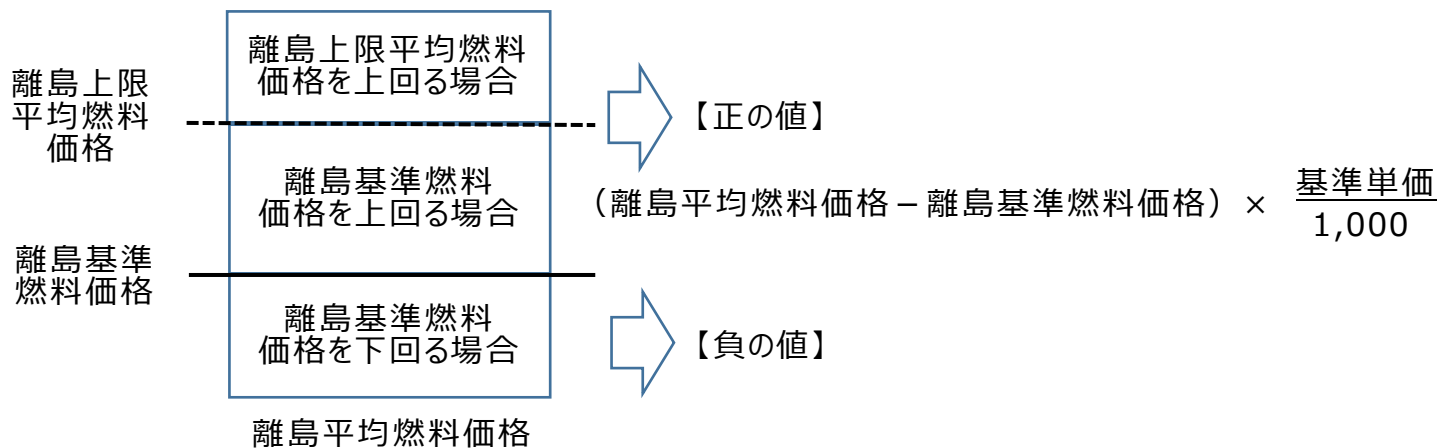 離島上限平均燃料
価格を上回る場合
離島上限
平均燃料
価格
【正の値】
離島基準燃料
価格を上回る場合
(離島平均燃料価格－離島基準燃料価格) × 基準単価
1,000
離島基準
燃料価格
離島基準燃料
価格を下回る場合
【負の値】
離島平均燃料価格